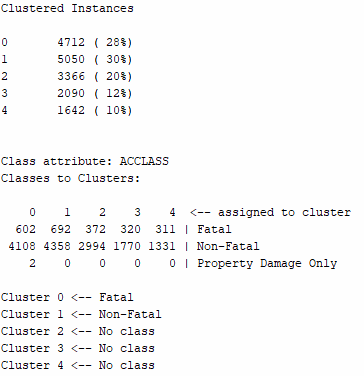 Clustered Instances
0 4712 ( 28%)
1 5050 ( 30%)
2 3366 ( 20%)
3 2090 ( 12%)
4 1642 ( 10%)
Class attribute: ACCLASS
Classes to Clusters:
0 1 2 3 4 <-- assigned to cluster
602 692 372 320 311 | Fatal
4108 4358 2994 1770 1331 | Non-Fatal
2 0 0 0 0 | Property Damage Only
Cluster 0 <-- Fatal
Cluster 1 <-- Non-Fatal
Cluster 2 <-- No class
Cluster 3 <-- No class
Cluster 4 <-- No class